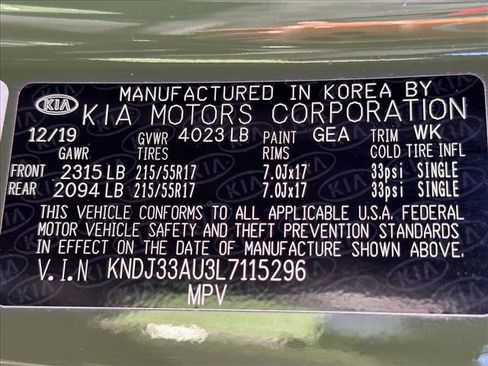 MANUFACTURED IN KOREA BY
KIA KIA MOTORS CORPORATION
12/19 GVWR 4023 LB PAINT GEA TRIM WK
GAWR TIRES RIMS COLD TIRE INFL
FRONT 2315 LB 215/55R17 7.0Jx17 33psi SINGLE
REAR 2094 LB 215/55R17 7.0Jx17 33psi SINGLE
THIS VEHICLE CONFORMS TO ALL APPLICABLE U.S.A. FEDERAL
MOTOR VEHICLE SAFETY AND THEFT PREVENTION STANDARDS
IN EFFECT ON THE DATE OF MANUFACTURE SHOWN ABOVE.
V.I.N KNDJ33AU3L7115296
MPV